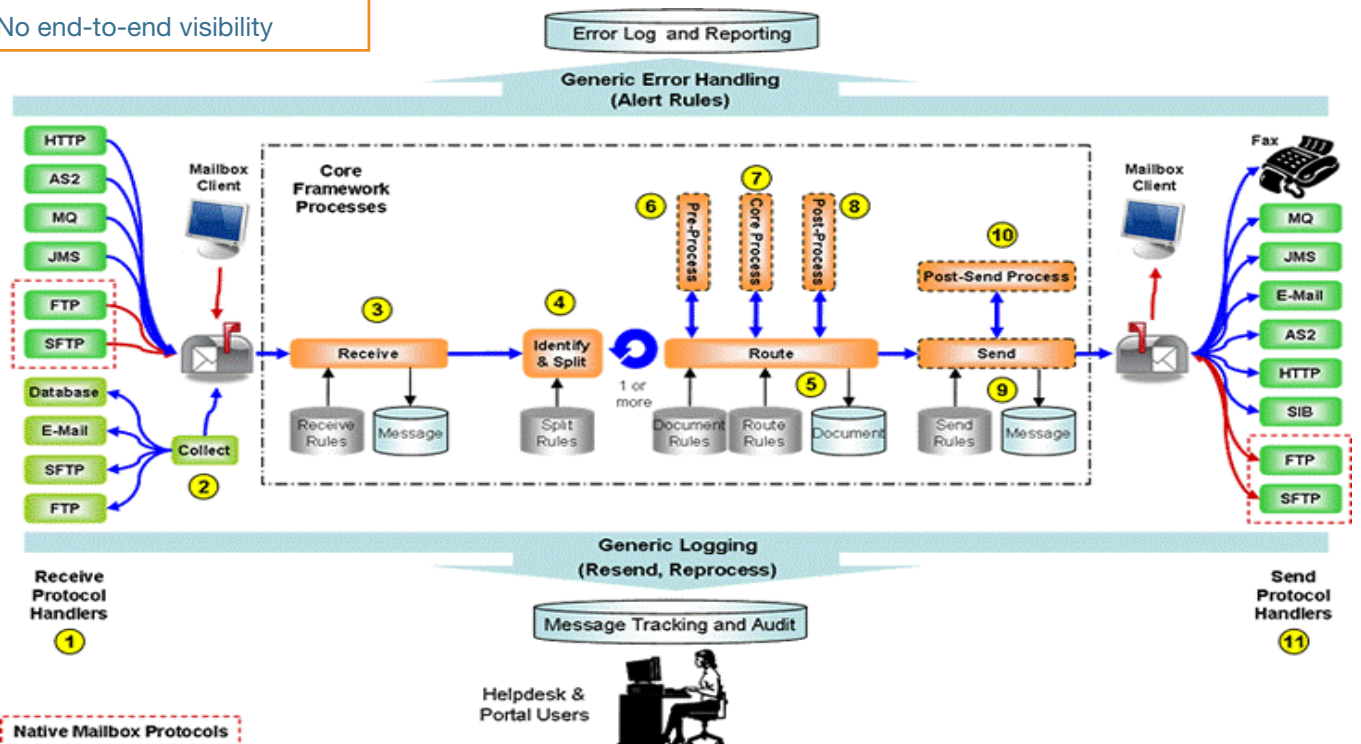 No end-to-end visibility
Error Log and Reporting
Generic Error Handling
(Alert Rules)
HTTP
AS2
MQ
JMS
FTP
SFTP
Database
E-Mail
SFTP
FTP
Collect
2
Mailbox
Client
Core
Framework
Processes
3
Receive
Receive
Rules
Message
4
Identify
& Split
Split
Rules
1 or
more
6
Pre-Process
7
Core Process
Post-Process
8
Route
5
Document
Rules
Route
Rules
Document
10
Post-Send Process
Send
9
Send
Rules
Message
Mailbox
Client
Fax
MQ
JMS
E-Mail
AS2
HTTP
SIB
FTP
SFTP
Generic Logging
(Resend, Reprocess)
Receive
Protocol
Handlers
1
Message Tracking and Audit
Send
Protocol
Handlers
11
Helpdesk &
Portal Users
Native Mailbox Protocols